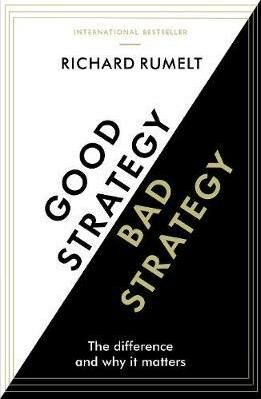 INTERNATIONAL BESTSELLER
RICHARD RUMELT
GOOD
STRATEGY
BAD
STRATEGY
The difference
and why it matters